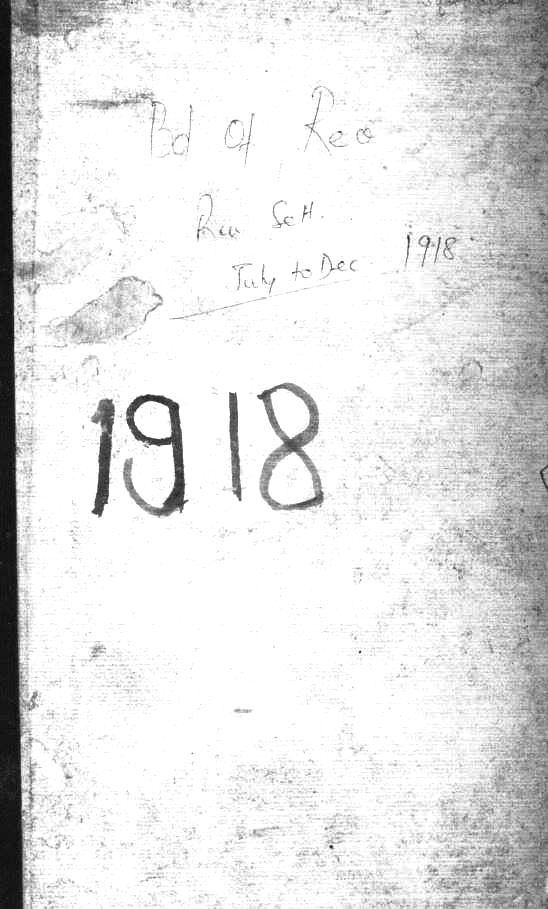 Bd Of Rev
Rev Sett.
July to Dec 1918
1918